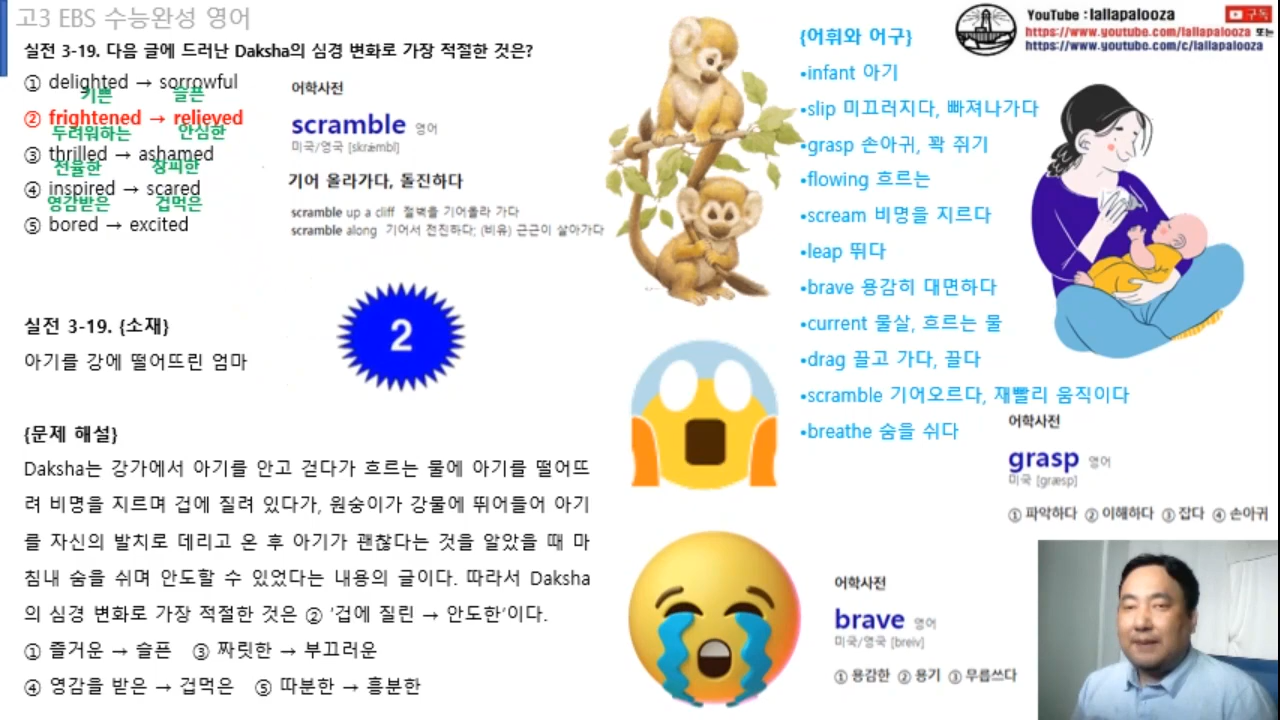 고3 EBS 수능완성 영어
실전 3-19. 다음 글에 드러난 Daksha의 심경 변화로 가장 적절한 것은?
① delighted → sorrowful
기쁜 슬픈
② frightened → relieved
두려워하는 안심한
③ thrilled → ashamed
전율한 창피한
④ inspired → scared
영감받은 겁먹은
⑤ bored → excited
어학사전
scramble 영어
미국/영국 [skrǽmbl]
기어 올라가다, 돌진하다
scramble up a cliff 절벽을 기어올라 가다
scramble along 기어서 전진하다; (비유) 근근이 살아가다
실전 3-19. {소재}
아기를 강에 떨어뜨린 엄마
2
{문제 해설}
Daksha는 강가에서 아기를 안고 걷다가 흐르는 물에 아기를 떨어뜨
려 비명을 지르며 겁에 질려 있다가, 원숭이가 강물에 뛰어들어 아기
를 자신의 발치로 데리고 온 후 아기가 괜찮다는 것을 알았을 때 마
침내 숨을 쉬며 안도할 수 있었다는 내용의 글이다. 따라서 Daksha
의 심경 변화로 가장 적절한 것은 ② '겁에 질린 → 안도한'이다.
① 즐거운 → 슬픈 ③ 짜릿한 → 부끄러운
④ 영감을 받은 → 겁먹은 ⑤ 따분한 → 흥분한
{어휘와 어구}
•infant 아기
•slip 미끄러지다, 빠져나가다
•grasp 손아귀, 꽉 쥐기
•flowing 흐르는
•scream 비명을 지르다
•leap 뛰다
•brave 용감히 대면하다
•current 물살, 흐르는 물
•drag 끌고 가다, 끌다
•scramble 기어오르다, 재빨리 움직이다
•breathe 숨을 쉬다
YouTube : lallapalooza
구독
https://www.youtube.com/lallapalooza 또는
https://www.youtube.com/c/lallapalooza
어학사전
grasp 영어
미국 [græsp]
① 파악하다 ② 이해하다 ③ 잡다 ④ 손아귀
어학사전
brave 영어
미국/영국 [breiv]
① 용감한 ② 용기 ③ 무릅쓰다